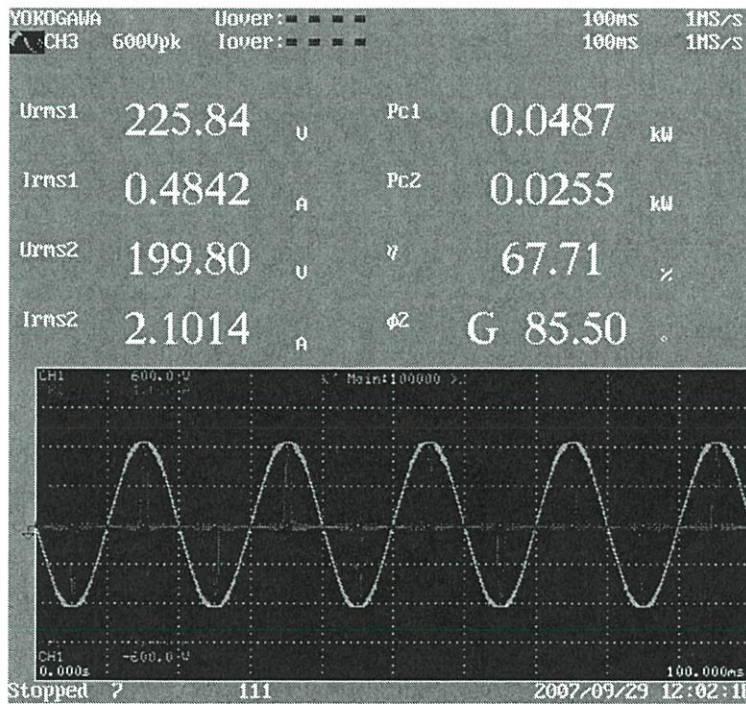 YOKOGAWA Uover: 100ms 1MS/s
CH3 600Vpk Iover: 100ms 1MS/s
Urms1 225.84 V Pc1 0.0487 kW
Irms1 0.4842 A Pc2 0.0255 kW
Urms2 199.80 V η 67.71 %
Irms2 2.1014 A φ2 G 85.50 °
CH1 600.0 V << Main:100000 >>
CH1 -600.0 V
0.000s 100.000ms
Stopped 7 111 2007/09/29 12:02:1